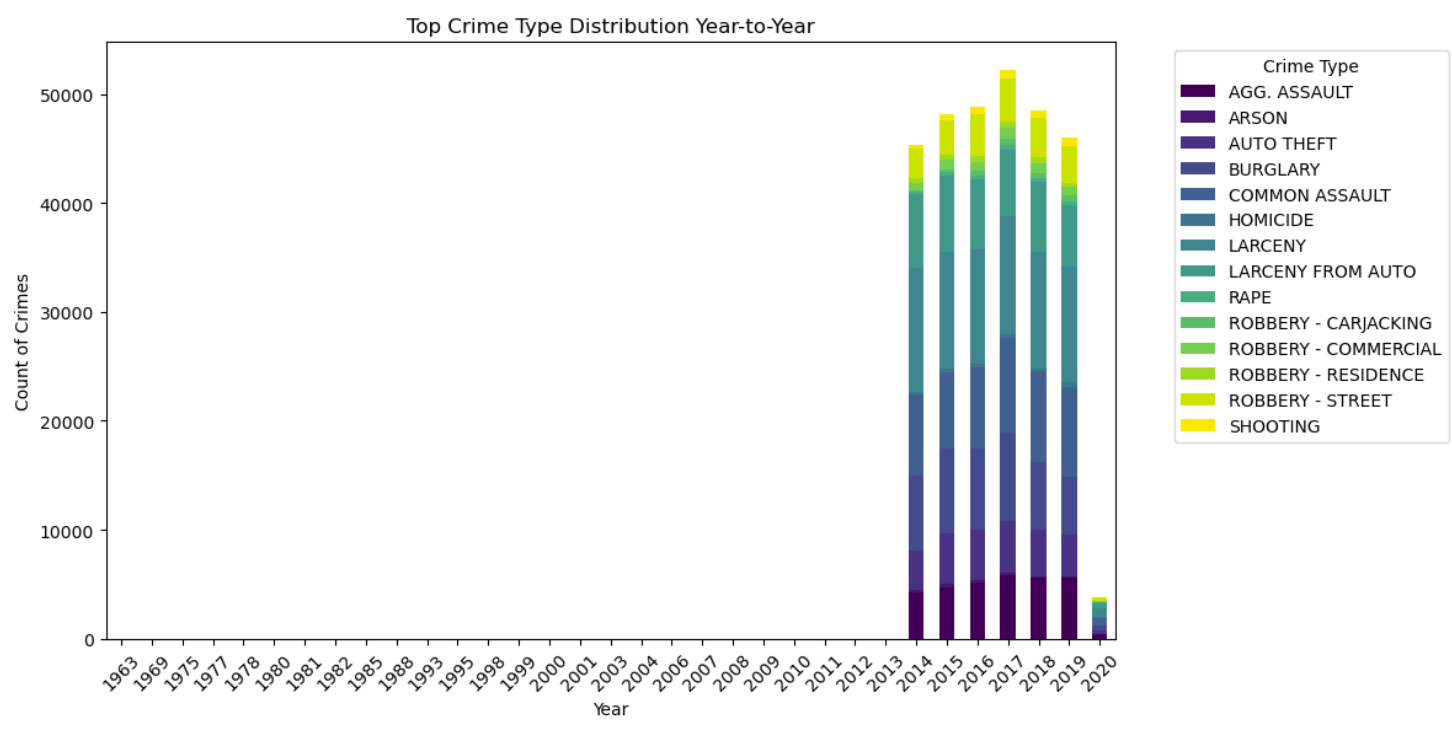 Top Crime Type Distribution Year-to-Year
Count of Crimes
50000
40000
30000
20000
10000
0
1963 1969 1975 1977 1978 1980 1981 1982 1985 1988 1993 1995 1998 1999 2000 2001 2003 2004 2006 2007 2008 2009 2010 2011 2012 2013 2014 2015 2016 2017 2018 2019 2020
Year
Crime Type
AGG. ASSAULT
ARSON
AUTO THEFT
BURGLARY
COMMON ASSAULT
HOMICIDE
LARCENY
LARCENY FROM AUTO
RAPE
ROBBERY - CARJACKING
ROBBERY - COMMERCIAL
ROBBERY - RESIDENCE
ROBBERY - STREET
SHOOTING